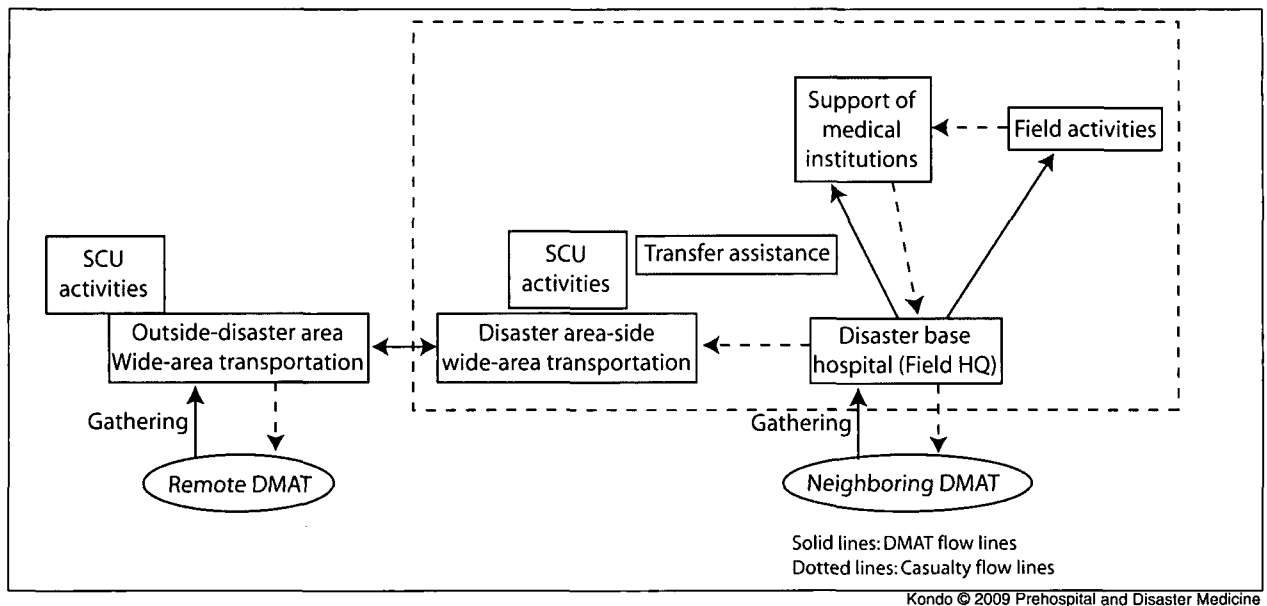 Support of
medical
institutions
Field activities
SCU
activities
SCU
activities
Transfer assistance
Outside-disaster area
Wide-area transportation
Disaster area-side
wide-area transportation
Disaster base
hospital (Field HQ)
Gathering
Gathering
Remote DMAT
Neighboring DMAT
Solid lines: DMAT flow lines
Dotted lines: Casualty flow lines
Kondo © 2009 Prehospital and Disaster Medicine